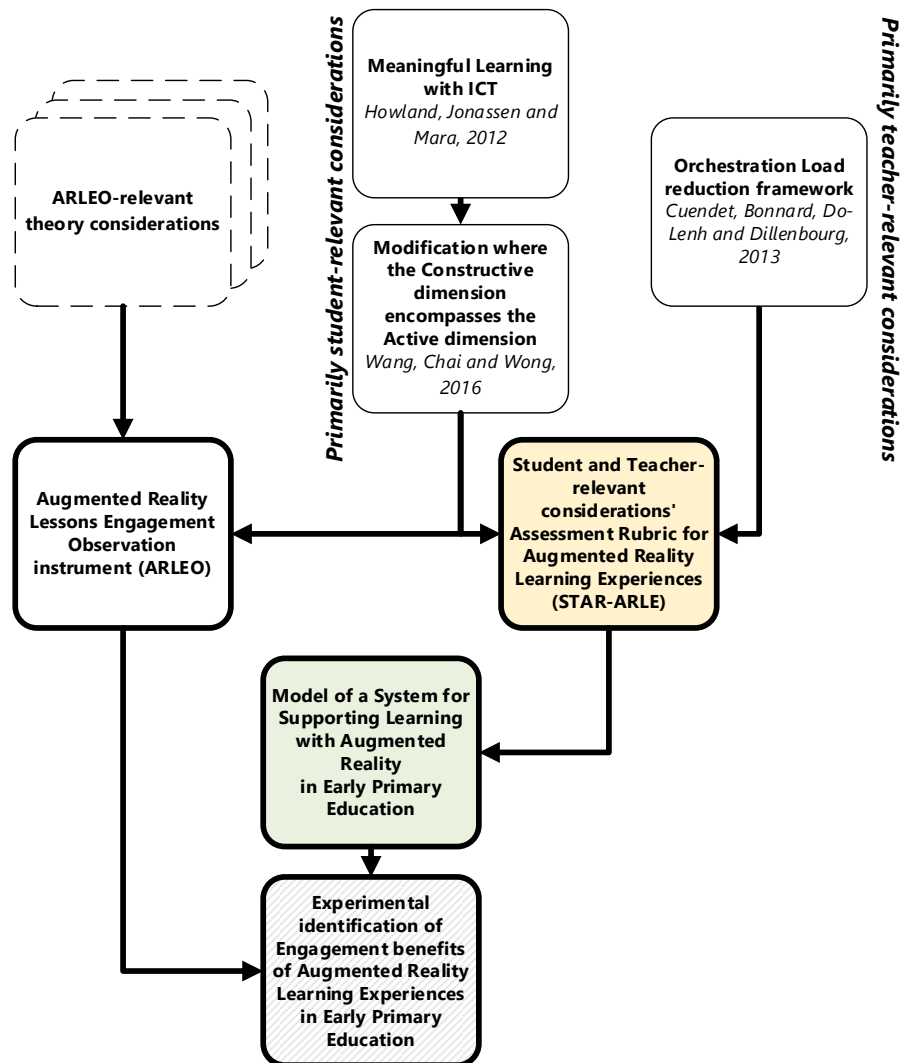 Primarily student-relevant considerations
Primarily teacher-relevant considerations
Meaningful Learning
with ICT
Howland, Jonassen and
Mara, 2012
ARLEO-relevant
theory considerations
Orchestration Load
reduction framework
Cuendet, Bonnard, Do-
Lenh and Dillenbourg,
2013
Modification where
the Constructive
dimension
encompasses the
Active dimension
Wang, Chai and Wong,
2016
Augmented Reality
Lessons Engagement
Observation
instrument (ARLEO)
Student and Teacher-
relevant
considerations'
Assessment Rubric for
Augmented Reality
Learning Experiences
(STAR-ARLE)
Model of a System for
Supporting Learning
with Augmented
Reality
in Early Primary
Education
Experimental
identification of
Engagement benefits
of Augmented Reality
Learning Experiences
in Early Primary
Education